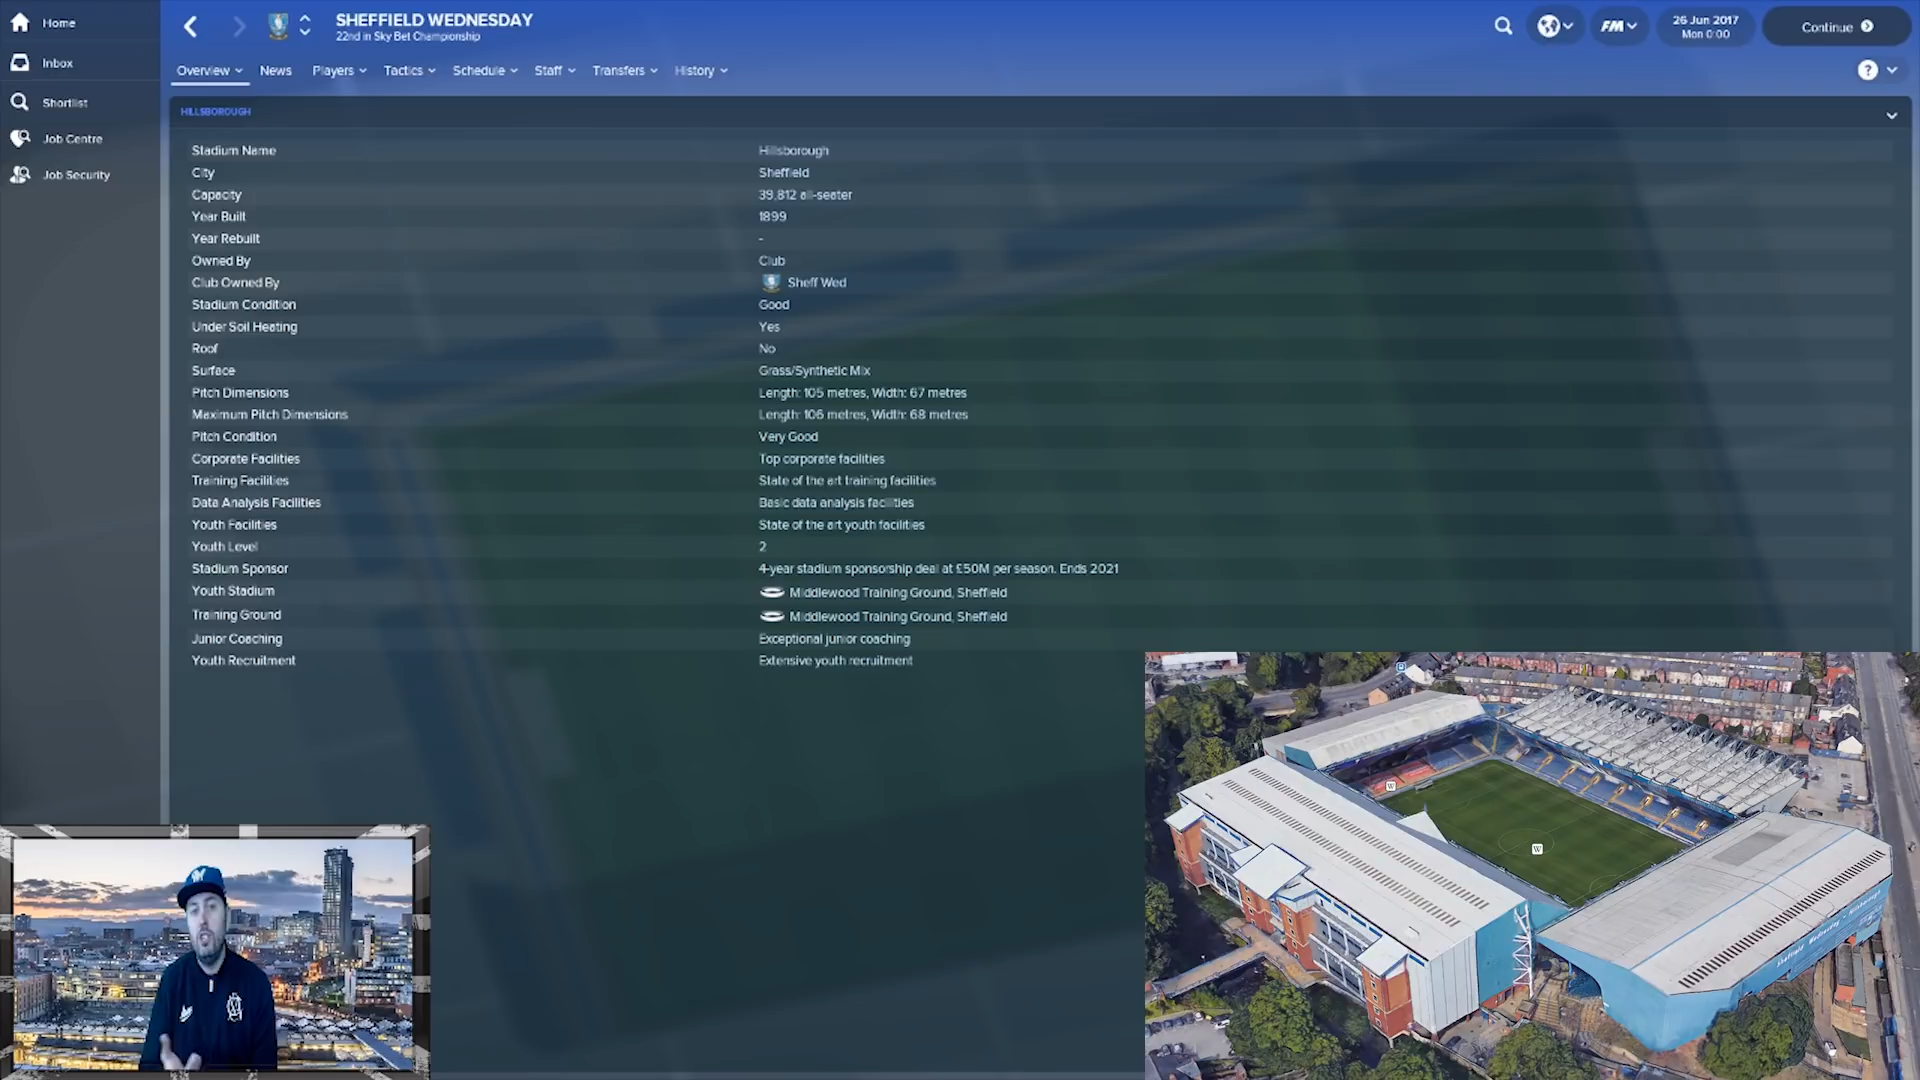 Home
Inbox
Shortlist
Job Centre
Job Security
SHEFFIELD WEDNESDAY
22nd in Sky Bet Championship
FM
26 Jun 2017
Mon 0:00
Continue
Overview News Players Tactics Schedule Staff Transfers History
?
HILLSBOROUGH
Stadium Name Hillsborough
City Sheffield
Capacity 39,812 all-seater
Year Built 1899
Year Rebuilt -
Owned By Club
Club Owned By Sheff Wed
Stadium Condition Good
Under Soil Heating Yes
Roof No
Surface Grass/Synthetic Mix
Pitch Dimensions Length: 105 metres, Width: 67 metres
Maximum Pitch Dimensions Length: 106 metres, Width: 68 metres
Pitch Condition Very Good
Corporate Facilities Top corporate facilities
Training Facilities State of the art training facilities
Data Analysis Facilities Basic data analysis facilities
Youth Facilities State of the art youth facilities
Youth Level 2
Stadium Sponsor 4-year stadium sponsorship deal at £50M per season. Ends 2021
Youth Stadium Middlewood Training Ground, Sheffield
Training Ground Middlewood Training Ground, Sheffield
Junior Coaching Exceptional junior coaching
Youth Recruitment Extensive youth recruitment
W
W
Sheffield Wednesday - Hillsborough